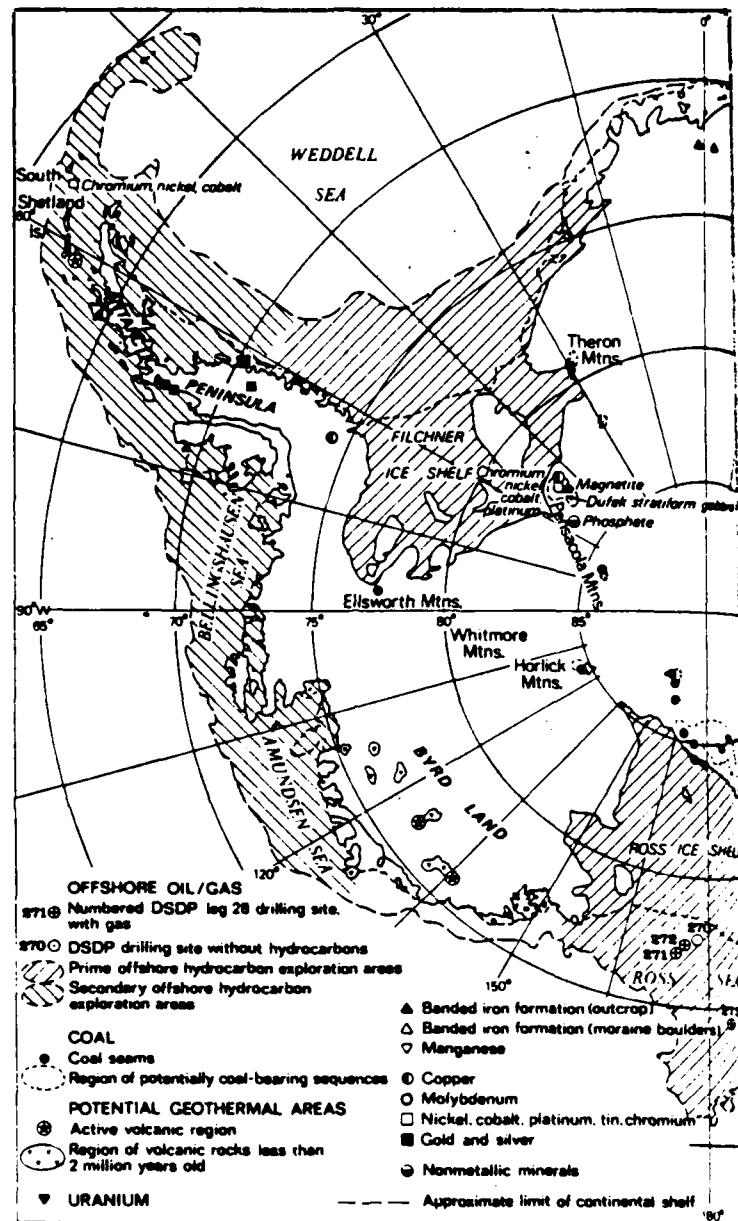 30°
0°
WEDDELL
SEA
South
Shetland
Is.
Chromium, nickel, cobalt
60°
Theron
Mtns.
PENINSULA
FILCHNER
ICE SHELF
Chromium
nickel
cobalt
platinum
Magnetite
Dufek stratiform
Phosphate
Pensacola Mtns.
BELLINGSHAUSEN
SEA
Ellsworth Mtns.
90°W
65°
70°
75°
80°
85°
Whitmore
Mtns.
Horlick
Mtns.
BYRD
LAND
AMUNDSEN
SEA
ROSS ICE SHEL
120°
150°
270
272
271
ROSS
180°
OFFSHORE OIL/GAS
271 Numbered DSDP leg 28 drilling site,
with gas
270 DSDP drilling site without hydrocarbons
Prime offshore hydrocarbon exploration areas
Secondary offshore hydrocarbon
exploration areas
COAL
Coal seams
Region of potentially coal-bearing sequences
POTENTIAL GEOTHERMAL AREAS
Active volcanic region
Region of volcanic rocks less than
2 million years old
URANIUM
Banded iron formation (outcrop)
Banded iron formation (moraine boulders)
Manganese
Copper
Molybdenum
Nickel, cobalt, platinum, tin, chromium
Gold and silver
Nonmetallic minerals
Approximate limit of continental shelf